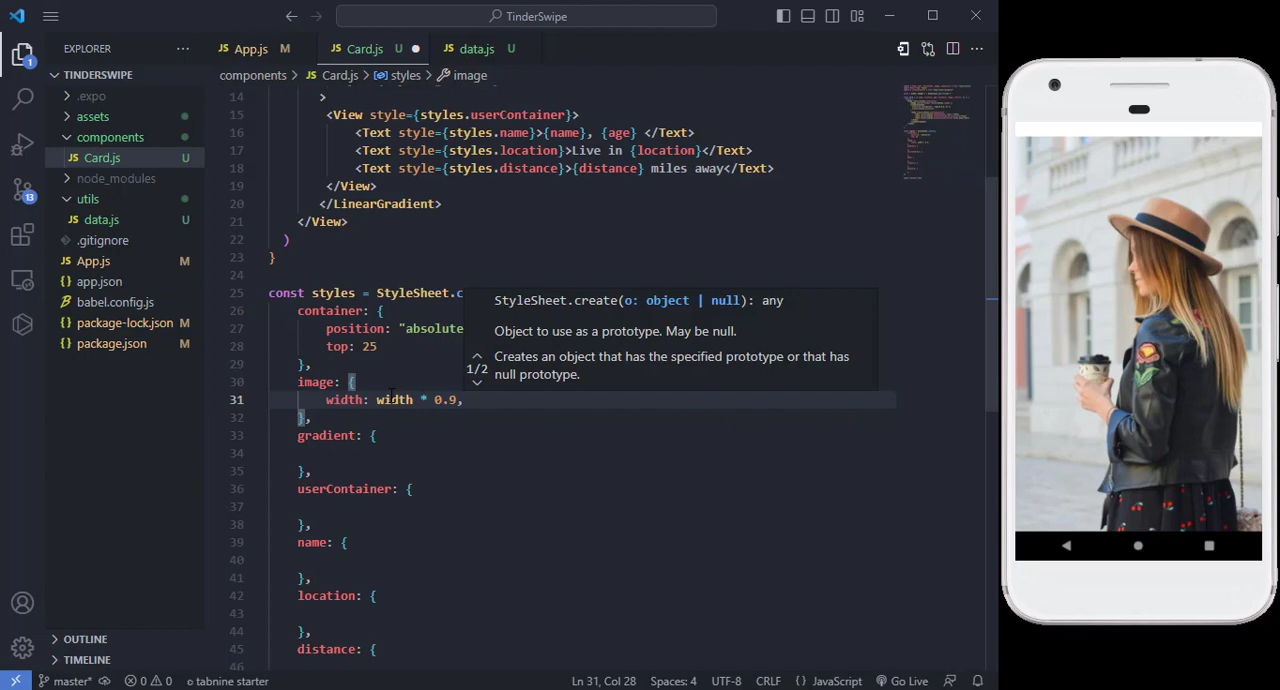 TinderSwipe
EXPLORER
App.js M
Card.js U
data.js U
TINDERSWIPE
components > Card.js > styles > image
.expo
assets
components
Card.js U
node_modules
utils
data.js U
.gitignore
App.js M
app.json
babel.config.js
package-lock.json M
package.json M
OUTLINE
TIMELINE
1
13
14 >
15 <View style={styles.userContainer}>
16 <Text style={styles.name}>{name}, {age} </Text>
17 <Text style={styles.location}>Live in {location}</Text>
18 <Text style={styles.distance}>{distance} miles away</Text>
19 </View>
20 </LinearGradient>
21 </View>
22 )
23 }
24
25 const styles = StyleSheet.c
26 container: {
27 position: "absolute
28 top: 25
29 },
30 image: {
31 width: width * 0.9,
32 },
33 gradient: {
34
35 },
36 userContainer: {
37
38 },
39 name: {
40
41 },
42 location: {
43
44 },
45 distance: {
46
StyleSheet.create(o: object | null): any
Object to use as a prototype. May be null.
1/2
Creates an object that has the specified prototype or that has
null prototype.
master* 0 0 tabnine starter Ln 31, Col 28 Spaces: 4 UTF-8 CRLF {} JavaScript Go Live